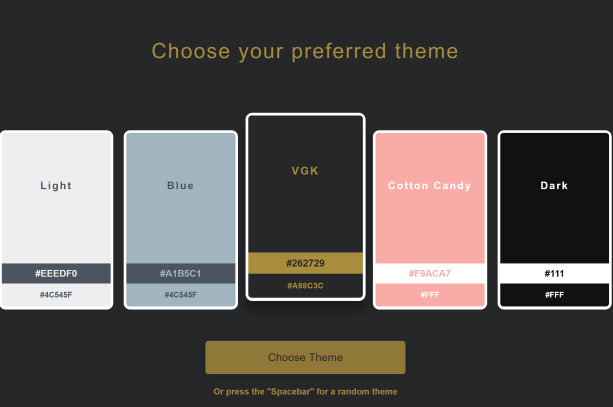 Choose your preferred theme
Light
#EEEDF0
#4C545F
Blue
#A1B5C1
#4C545F
VGK
#262729
#A98C3C
Cotton Candy
#F9ACA7
#FFF
Dark
#111
#FFF
Choose Theme
Or press the "Spacebar" for a random theme